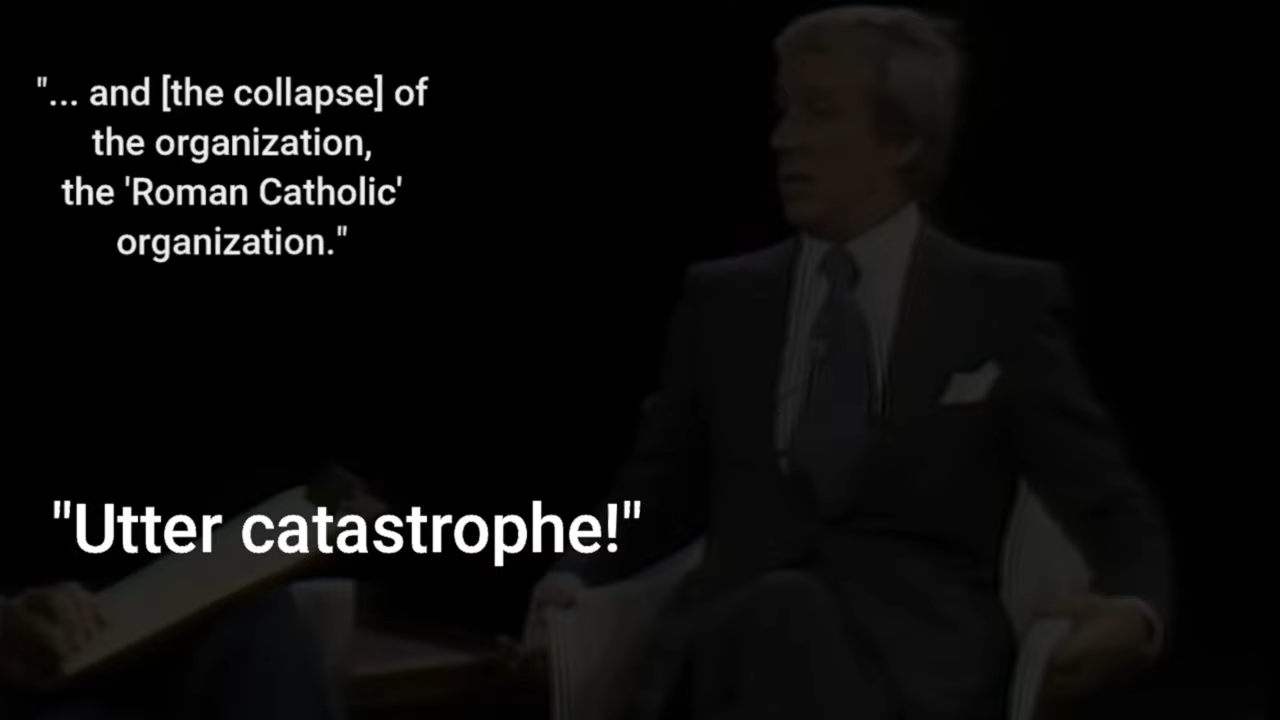 "... and [the collapse] of
the organization,
the 'Roman Catholic'
organization."
"Utter catastrophe!"